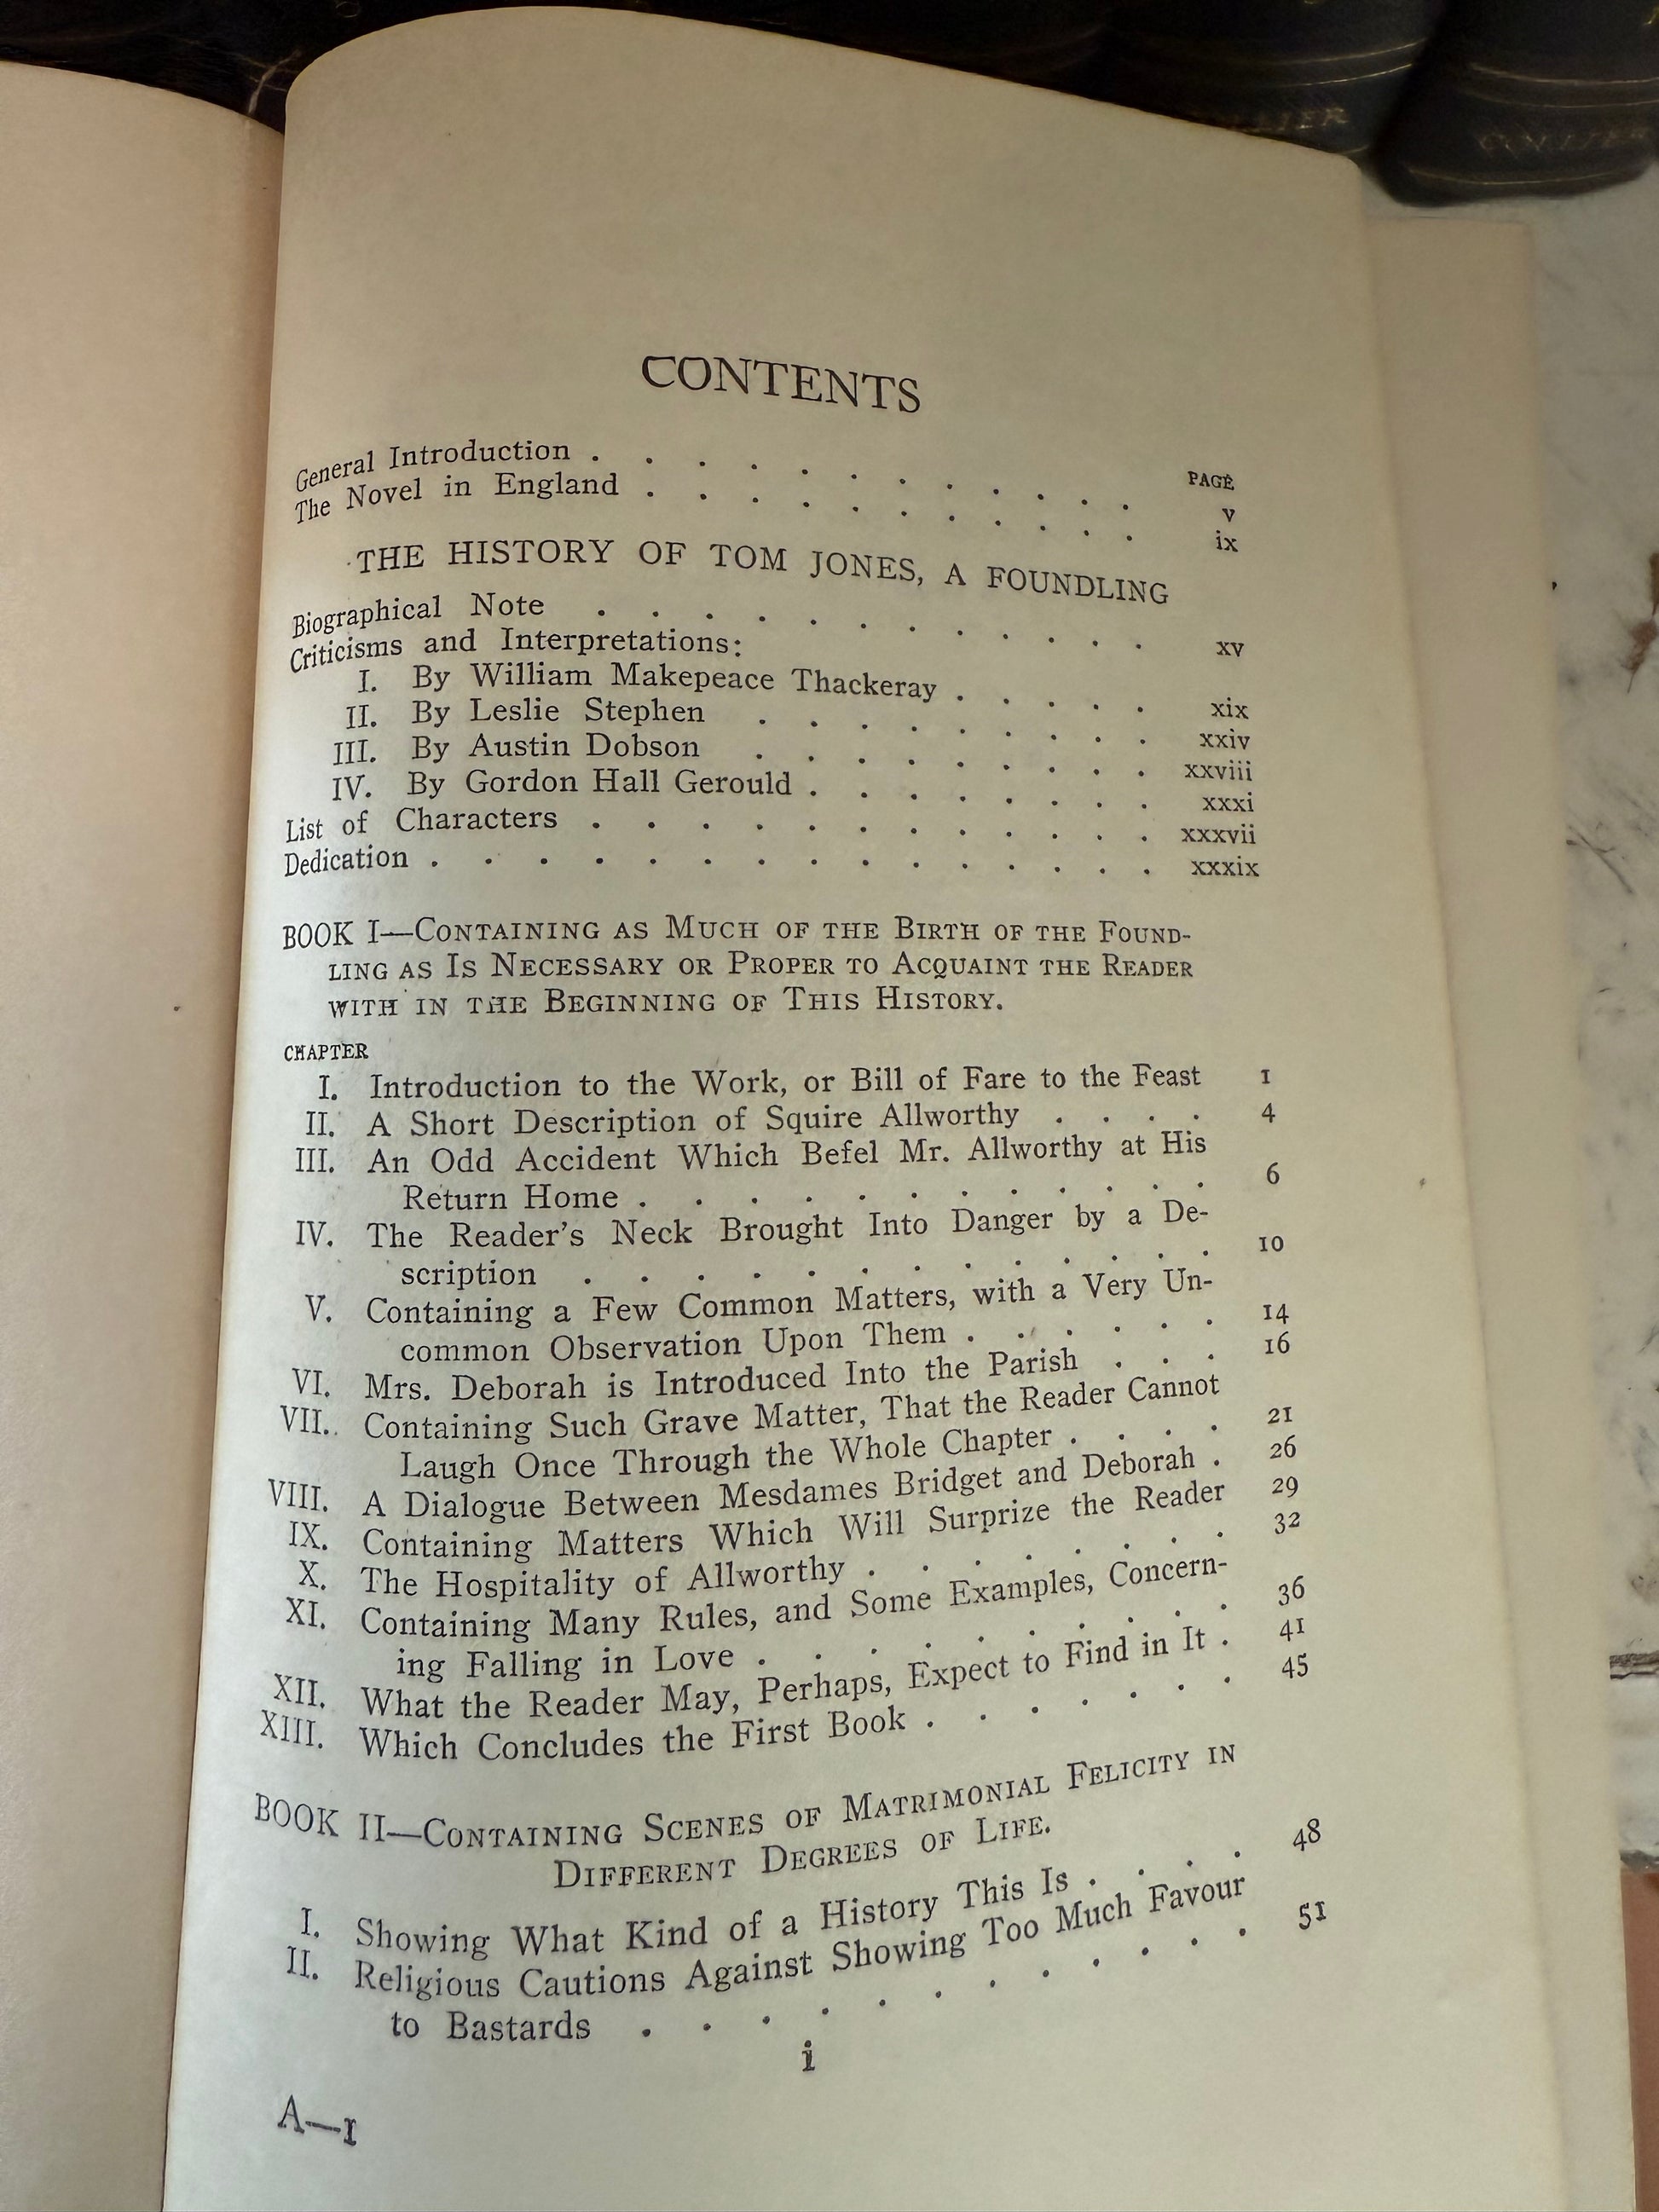 COLLIER
CONTENTS
PAGE
General Introduction . . . . . . . . . . . v
The Novel in England . . . . . . . . . . ix
THE HISTORY OF TOM JONES, A FOUNDLING
Biographical Note . . . . . . . . . . . xv
Criticisms and Interpretations:
I. By William Makepeace Thackeray . . . . . xix
II. By Leslie Stephen . . . . . . . . xxiv
III. By Austin Dobson . . . . . . . . xxviii
IV. By Gordon Hall Gerould . . . . . . . xxxi
List of Characters . . . . . . . . . . . xxxvii
Dedication . . . . . . . . . . . . . . xxxix
BOOK I—CONTAINING AS MUCH OF THE BIRTH OF THE FOUND-
LING AS IS NECESSARY OR PROPER TO ACQUAINT THE READER
WITH IN THE BEGINNING OF THIS HISTORY.
CHAPTER
I. Introduction to the Work, or Bill of Fare to the Feast 1
II. A Short Description of Squire Allworthy . . . . 4
III. An Odd Accident Which Befel Mr. Allworthy at His
Return Home . . . . . . . . . . . 6
IV. The Reader's Neck Brought Into Danger by a De-
scription . . . . . . . . . . . . 10
V. Containing a Few Common Matters, with a Very Un-
common Observation Upon Them . . . . . . 14
VI. Mrs. Deborah is Introduced Into the Parish . . . 16
VII. Containing Such Grave Matter, That the Reader Cannot
Laugh Once Through the Whole Chapter . . . . 21
VIII. A Dialogue Between Mesdames Bridget and Deborah . 26
IX. Containing Matters Which Will Surprize the Reader 29
X. The Hospitality of Allworthy . . . . . . . 32
XI. Containing Many Rules, and Some Examples, Concern-
ing Falling in Love . . . . . . . . . 36
XII. What the Reader May, Perhaps, Expect to Find in It . 41
XIII. Which Concludes the First Book . . . . . . 45
BOOK II—CONTAINING SCENES OF MATRIMONIAL FELICITY IN
DIFFERENT DEGREES OF LIFE.
I. Showing What Kind of a History This Is . . . . 48
II. Religious Cautions Against Showing Too Much Favour
to Bastards . . . . . . . . . . . 51
i
A—1